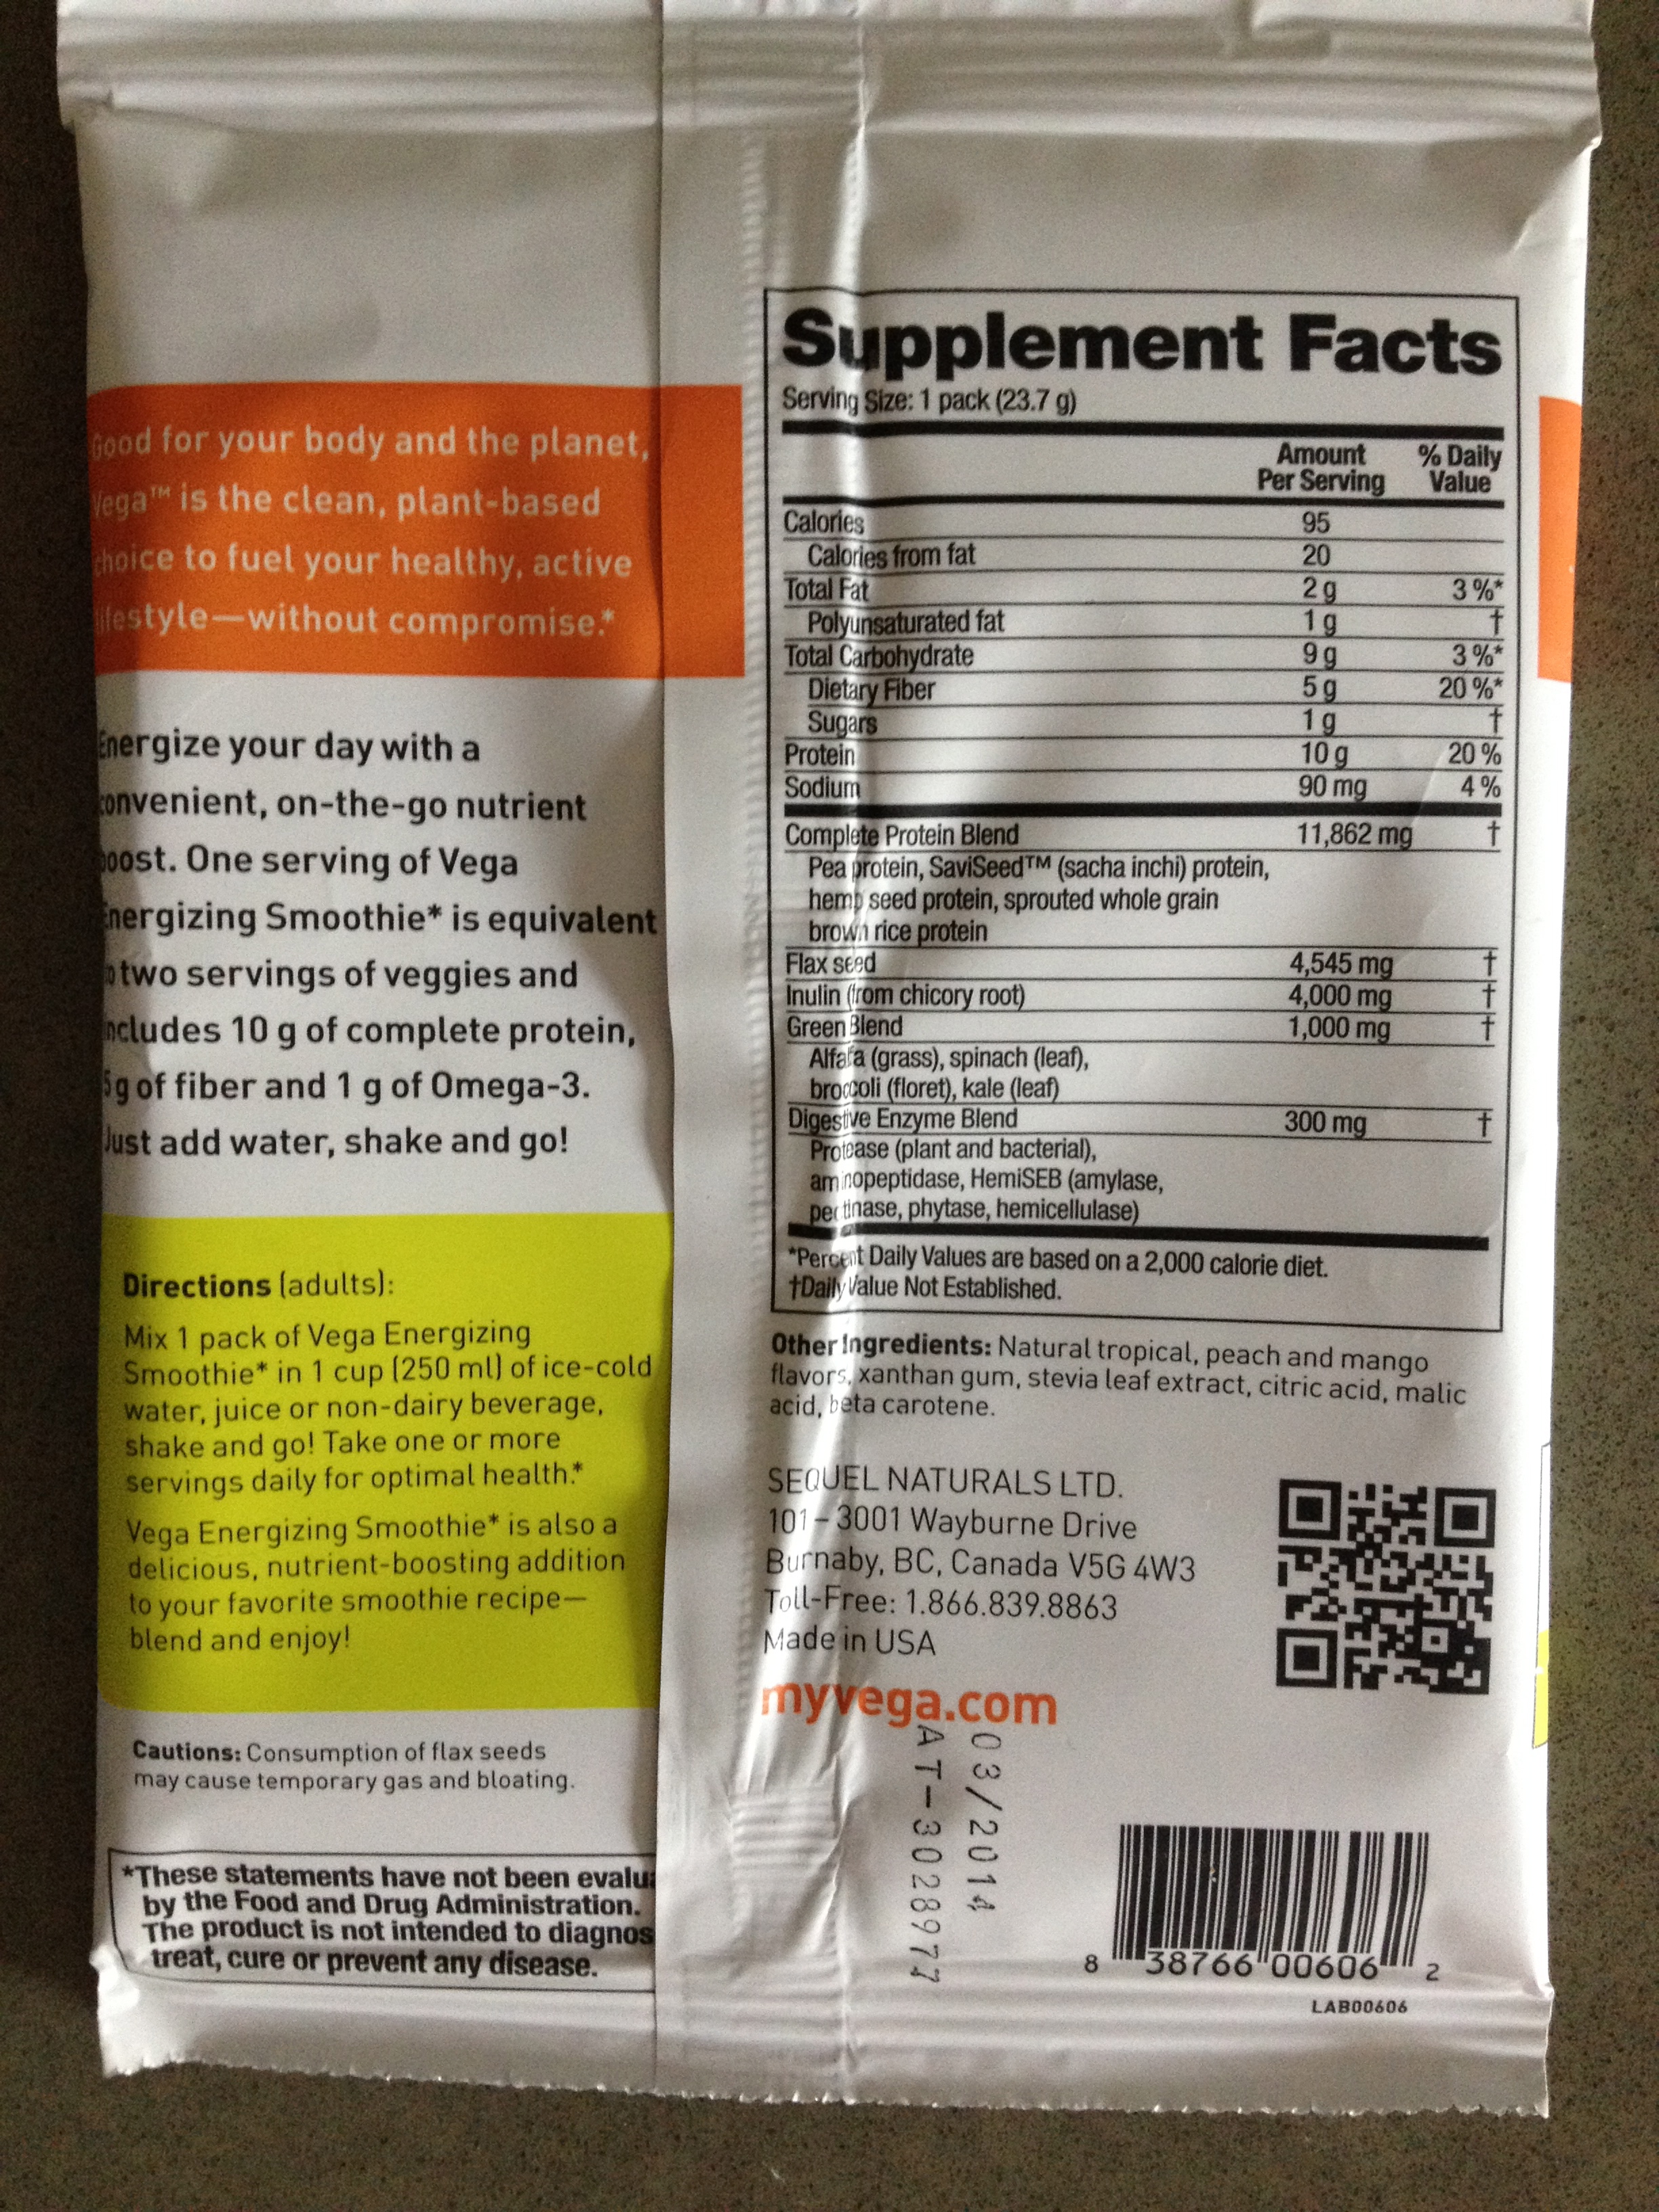 Good for your body and the planet,
Vega™ is the clean, plant-based
choice to fuel your healthy, active
lifestyle—without compromise.*
Energize your day with a
convenient, on-the-go nutrient
boost. One serving of Vega
Energizing Smoothie* is equivalent
to two servings of veggies and
includes 10 g of complete protein,
5g of fiber and 1 g of Omega-3.
Just add water, shake and go!
Directions (adults):
Mix 1 pack of Vega Energizing
Smoothie* in 1 cup (250 ml) of ice-cold
water, juice or non-dairy beverage,
shake and go! Take one or more
servings daily for optimal health.*
Vega Energizing Smoothie* is also a
delicious, nutrient-boosting addition
to your favorite smoothie recipe—
blend and enjoy!
Cautions: Consumption of flax seeds
may cause temporary gas and bloating.
*These statements have not been evalua
by the Food and Drug Administration.
The product is not intended to diagnos
treat, cure or prevent any disease.
Supplement Facts
Serving Size: 1 pack (23.7 g)
Amount Per Serving % Daily Value
Calories 95
Calories from fat 20
Total Fat 2 g 3 %*
Polyunsaturated fat 1 g †
Total Carbohydrate 9 g 3 %*
Dietary Fiber 5 g 20 %*
Sugars 1 g †
Protein 10 g 20 %
Sodium 90 mg 4 %
Complete Protein Blend 11,862 mg †
Pea protein, SaviSeed™ (sacha inchi) protein,
hemp seed protein, sprouted whole grain
brown rice protein
Flax seed 4,545 mg †
Inulin (from chicory root) 4,000 mg †
Green Blend 1,000 mg †
Alfalfa (grass), spinach (leaf),
broccoli (floret), kale (leaf)
Digestive Enzyme Blend 300 mg †
Protease (plant and bacterial),
aminopeptidase, HemiSEB (amylase,
pectinase, phytase, hemicellulase)
*Percent Daily Values are based on a 2,000 calorie diet.
†Daily Value Not Established.
Other Ingredients: Natural tropical, peach and mango
flavors, xanthan gum, stevia leaf extract, citric acid, malic
acid, beta carotene.
SEQUEL NATURALS LTD.
101–3001 Wayburne Drive
Burnaby, BC, Canada V5G 4W3
Toll-Free: 1.866.839.8863
Made in USA
myvega.com
03/2014
AT-3028977
8 38766 00606 2
LAB00606